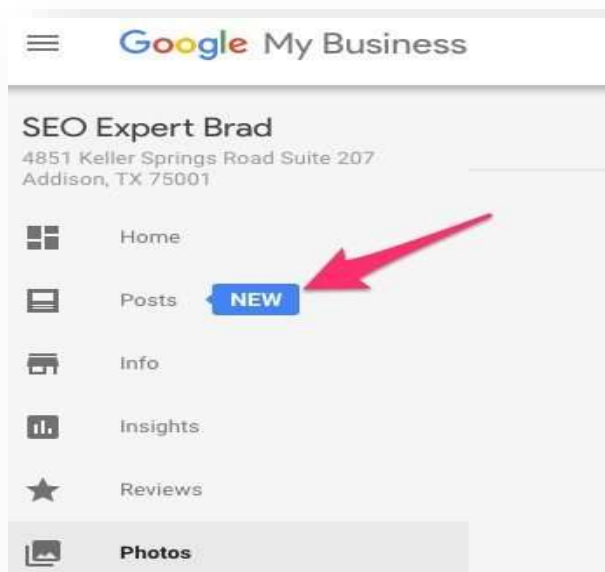 Google My Business
SEO Expert Brad
4851 Keller Springs Road Suite 207
Addison, TX 75001
Home
Posts NEW
Info
Insights
Reviews
Photos